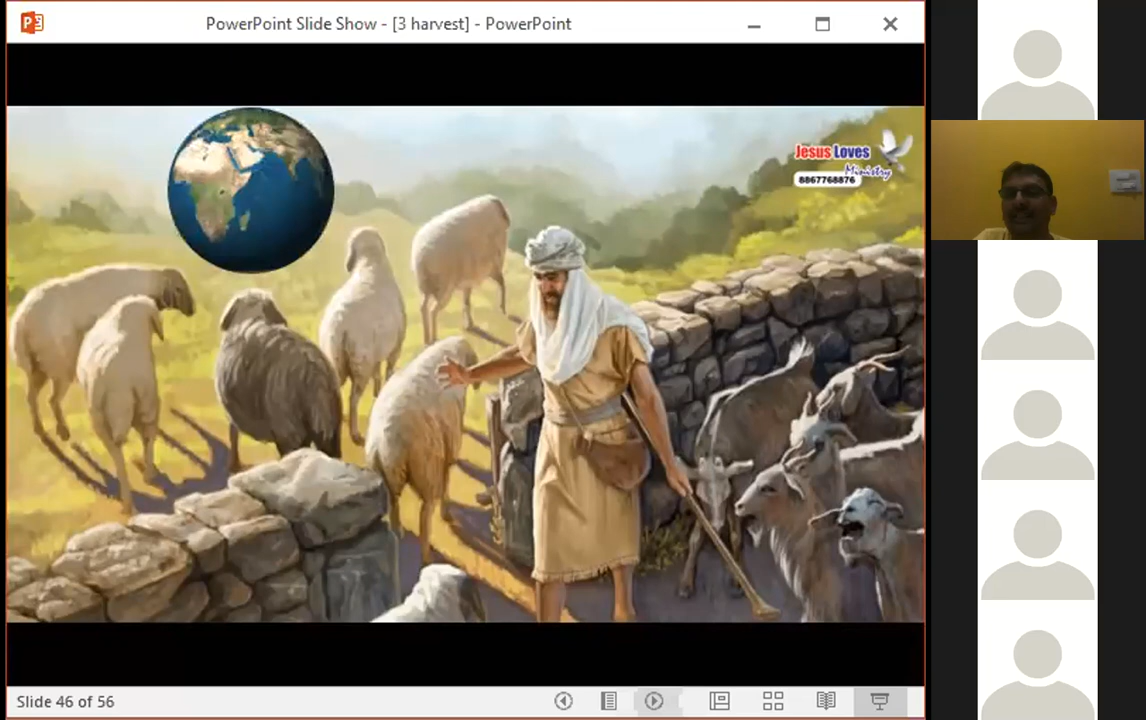 PowerPoint Slide Show - [3 harvest] - PowerPoint
Jesus Loves
Ministry
8867768876
Slide 46 of 56